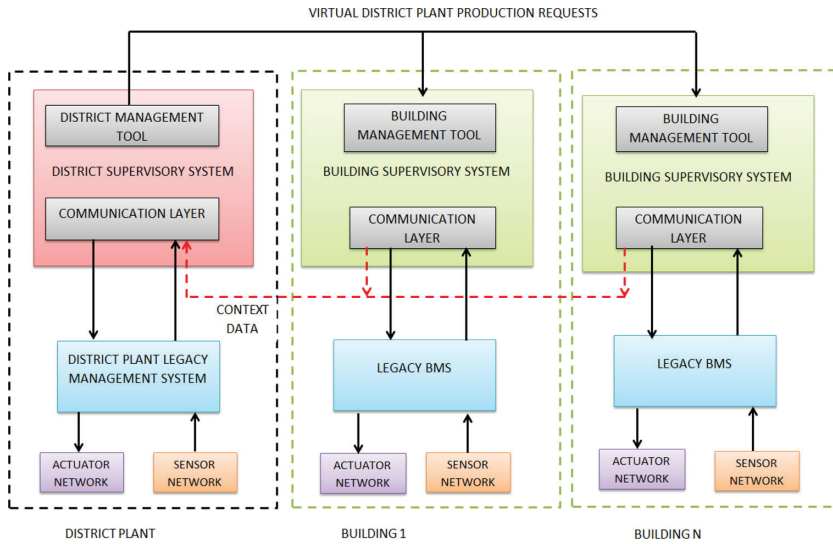 VIRTUAL DISTRICT PLANT PRODUCTION REQUESTS
DISTRICT MANAGEMENT
TOOL
DISTRICT SUPERVISORY SYSTEM
COMMUNICATION LAYER
BUILDING
MANAGEMENT TOOL
BUILDING SUPERVISORY SYSTEM
COMMUNICATION
LAYER
BUILDING
MANAGEMENT TOOL
BUILDING SUPERVISORY SYSTEM
COMMUNICATION
LAYER
CONTEXT
DATA
DISTRICT PLANT LEGACY
MANAGEMENT SYSTEM
LEGACY BMS
LEGACY BMS
ACTUATOR
NETWORK
SENSOR
NETWORK
ACTUATOR
NETWORK
SENSOR
NETWORK
ACTUATOR
NETWORK
SENSOR
NETWORK
DISTRICT PLANT
BUILDING 1
BUILDING N